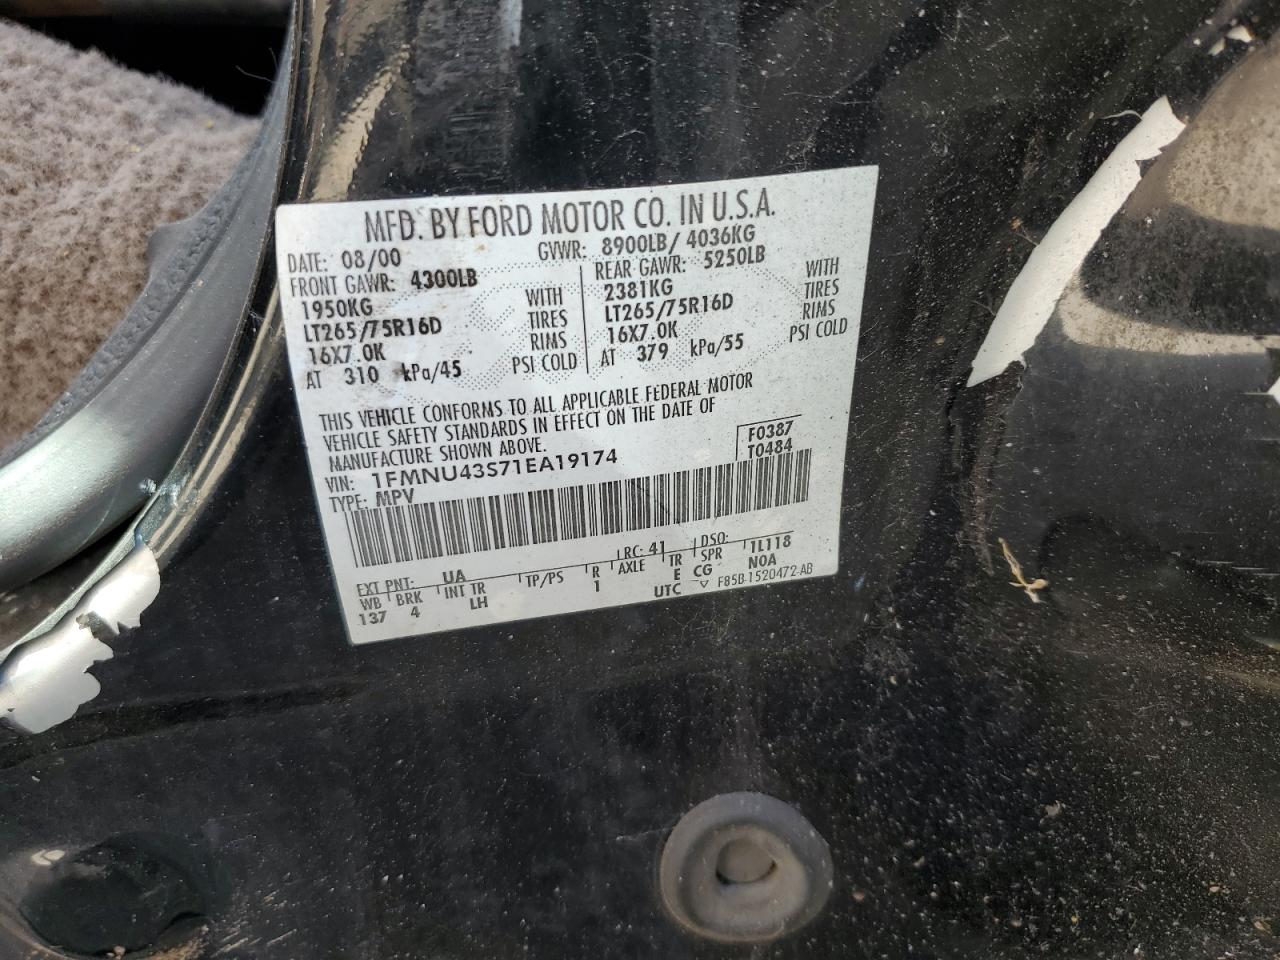 MFD. BY FORD MOTOR CO. IN U.S.A.
DATE: 08/00 GVWR: 8900LB/ 4036KG
FRONT GAWR: 4300LB REAR GAWR: 5250LB
1950KG WITH 2381KG WITH
LT265/75R16D TIRES LT265/75R16D TIRES
16X7.0K RIMS 16X7.0K RIMS
AT 310 kPa/45 PSI COLD AT 379 kPa/55 PSI COLD
THIS VEHICLE CONFORMS TO ALL APPLICABLE FEDERAL MOTOR
VEHICLE SAFETY STANDARDS IN EFFECT ON THE DATE OF
MANUFACTURE SHOWN ABOVE.
VIN: 1FMNU43S71EA19174 F0387
TYPE: MPV T0484
EXT PNT: UA RC: 41 DSO: 1L118
WB BRK INT TR TP/PS R AXLE TR SPR N0A
137 4 LH 1 1 E CG
UTC ▽ F85B-1520472-AB